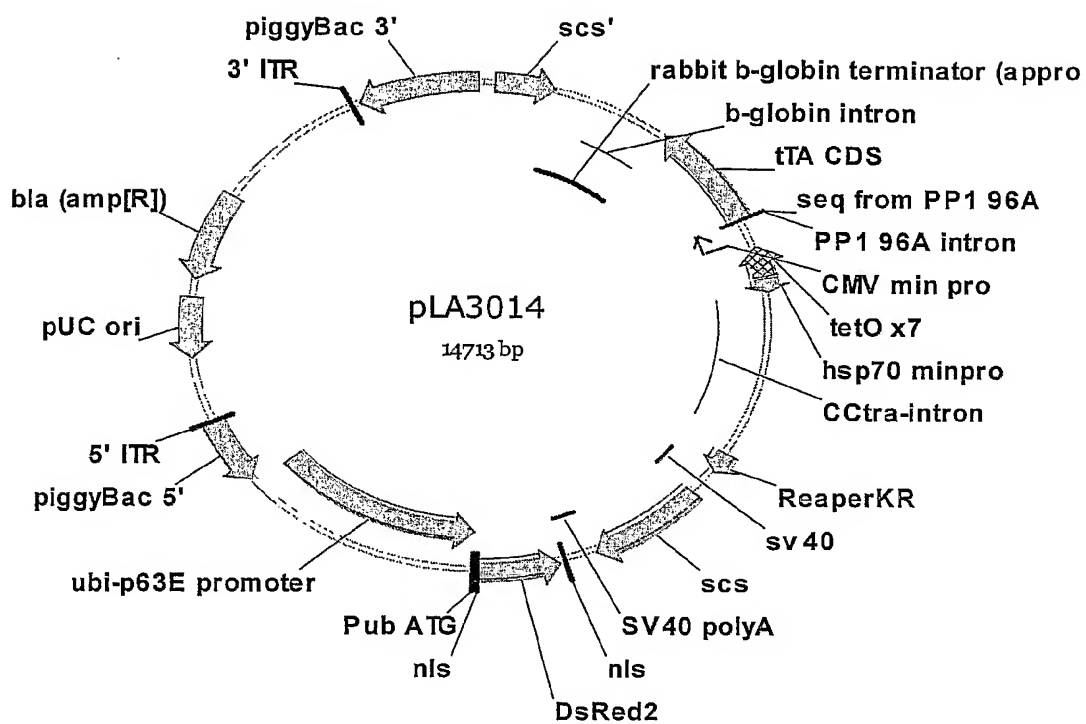 piggyBac 3'
scs'
3' ITR
rabbit b-globin terminator (appro
b-globin intron
tTA CDS
bla (amp[R])
seq from PP1 96A
PP1 96A intron
CMV min pro
pLA3014
pUC ori
tetO x7
14713 bp
hsp70 minpro
CCtra-intron
5' ITR
ReaperKR
piggyBac 5'
sv40
ubi-p63E promoter
scs
Pub ATG
SV40 polyA
nls
nls
DsRed2